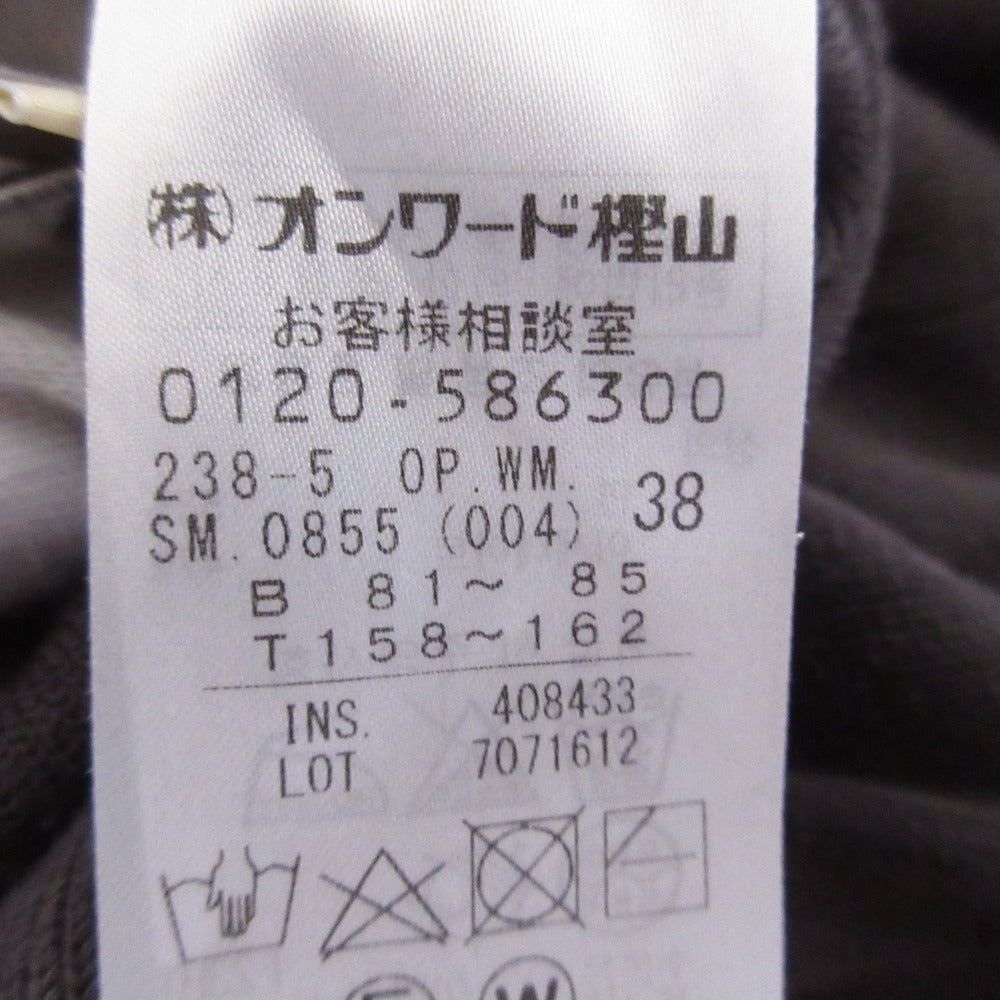 (株)オンワード樫山
お客様相談室
0120-586300
238-5 OP.WM.
SM.0855 (004) 38
B 81～ 85
T158～162
INS. 408433
LOT 7071612
W